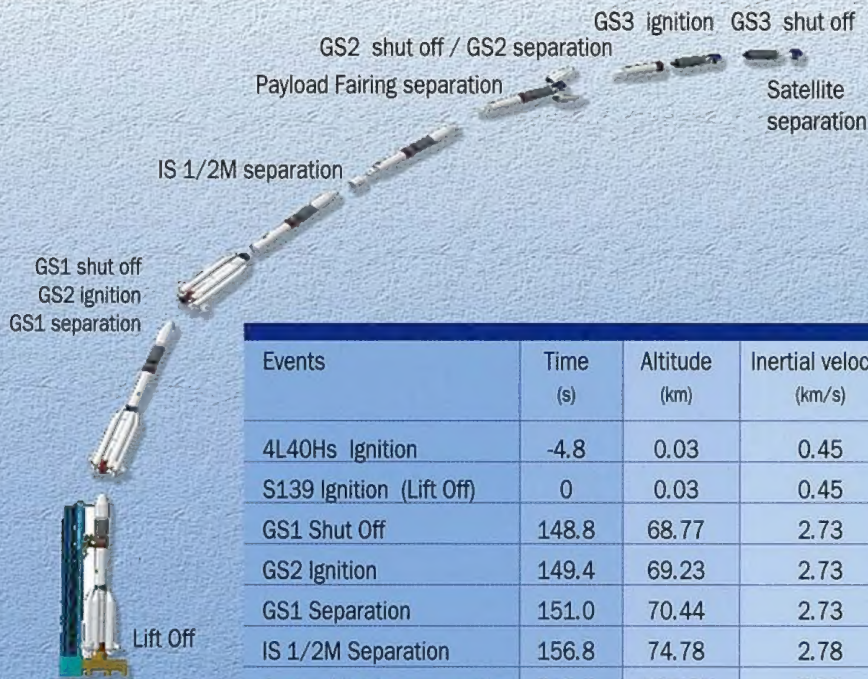 GS3 ignition GS3 shut off
GS2 shut off / GS2 separation
Payload Fairing separation
Satellite
separation
IS 1/2M separation
GS1 shut off
GS2 ignition
GS1 separation
Lift Off
Events Time Altitude Inertial veloc
(s) (km) (km/s)
4L40Hs Ignition -4.8 0.03 0.45
S139 Ignition (Lift Off) 0 0.03 0.45
GS1 Shut Off 148.8 68.77 2.73
GS2 Ignition 149.4 69.23 2.73
GS1 Separation 151.0 70.44 2.73
IS 1/2M Separation 156.8 74.78 2.78